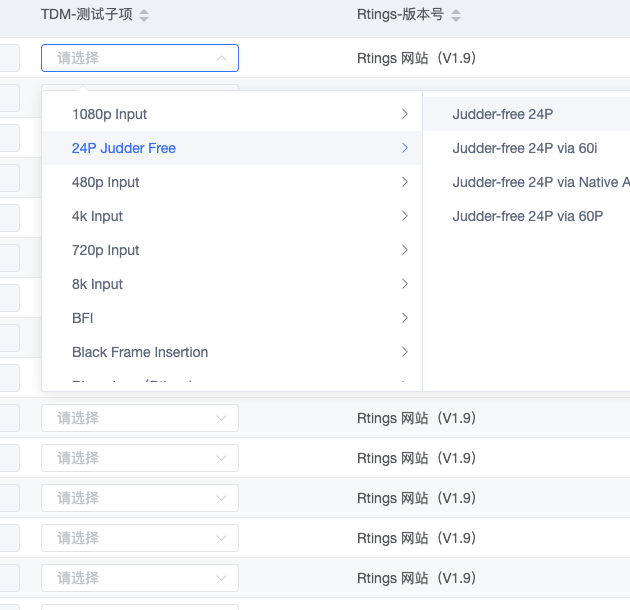 TDM-测试子项 Rtings-版本号
请选择 Rtings 网站（V1.9）
1080p Input Judder-free 24P
24P Judder Free Judder-free 24P via 60i
480p Input Judder-free 24P via Native A
4k Input Judder-free 24P via 60P
720p Input
8k Input
BFI
Black Frame Insertion
请选择 Rtings 网站（V1.9）
请选择 Rtings 网站（V1.9）
请选择 Rtings 网站（V1.9）
请选择 Rtings 网站（V1.9）
请选择 Rtings 网站（V1.9）